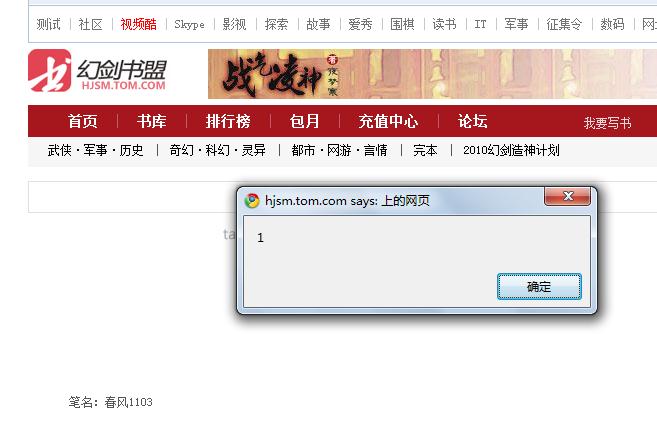 测试 | 社区 | 视频酷 | Skype | 影视 | 探索 | 故事 | 爱秀 | 围棋 | 读书 | IT | 军事 | 征集令 | 数码 |
幻剑书盟
HJSM.TOM.COM
战气凌神
著 夜梦寒
首页 | 书库 | 排行榜 | 包月 | 充值中心 | 论坛
我要写书
武侠·军事·历史 | 奇幻·科幻·灵异 | 都市·网游·言情 | 完本 | 2010幻剑造神计划
hjsm.tom.com says: 上的网页
ta
1
确定
笔名：春风1103